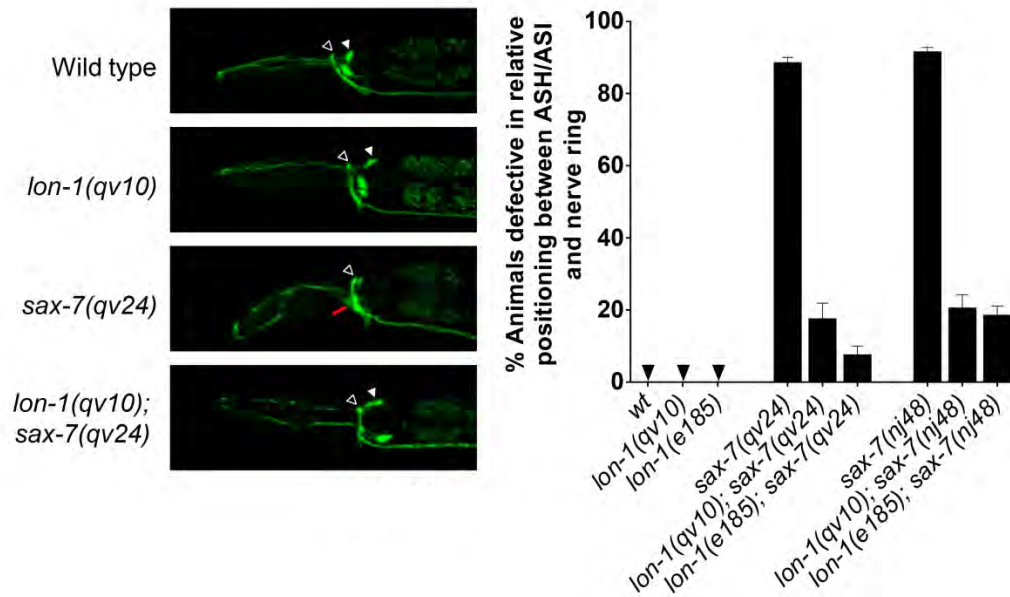 Wild type
lon-1(qv10)
sax-7(qv24)
lon-1(qv10);
sax-7(qv24)
% Animals defective in relative
positioning between ASH/ASI
and nerve ring
100
80
60
40
20
0
wt
lon-1(qv10)
lon-1(e185)
sax-7(qv24)
lon-1(qv10); sax-7(qv24)
lon-1(e185); sax-7(qv24)
sax-7(nj48)
lon-1(qv10); sax-7(nj48)
lon-1(e185); sax-7(nj48)